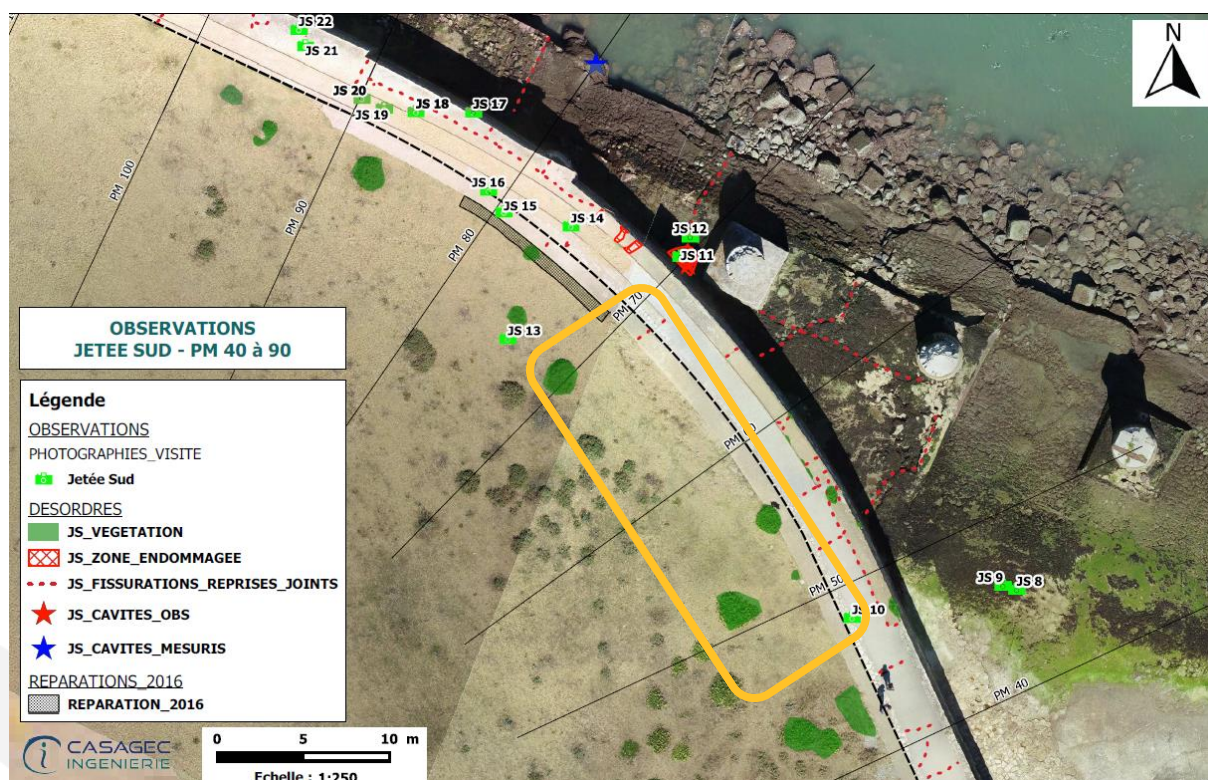 JS 22
JS 21
N
JS 20
JS 19
JS 18
JS 17
PM 100
PM 90
PM 80
JS 16
JS 15
JS 14
JS 12
JS 11
PM 70
JS 13
PM 60
PM 50
JS 10
JS 9
JS 8
PM 40
OBSERVATIONS
JETEE SUD - PM 40 à 90
Légende
OBSERVATIONS
PHOTOGRAPHIES_VISITE
Jetée Sud
DESORDRES
JS_VEGETATION
JS_ZONE_ENDOMMAGEE
JS_FISSURATIONS_REPRISES_JOINTS
JS_CAVITES_OBS
JS_CAVITES_MESURIS
REPARATIONS_2016
REPARATION_2016
CASAGEC
INGENIERIE
0 5 10 m
Echelle : 1:250